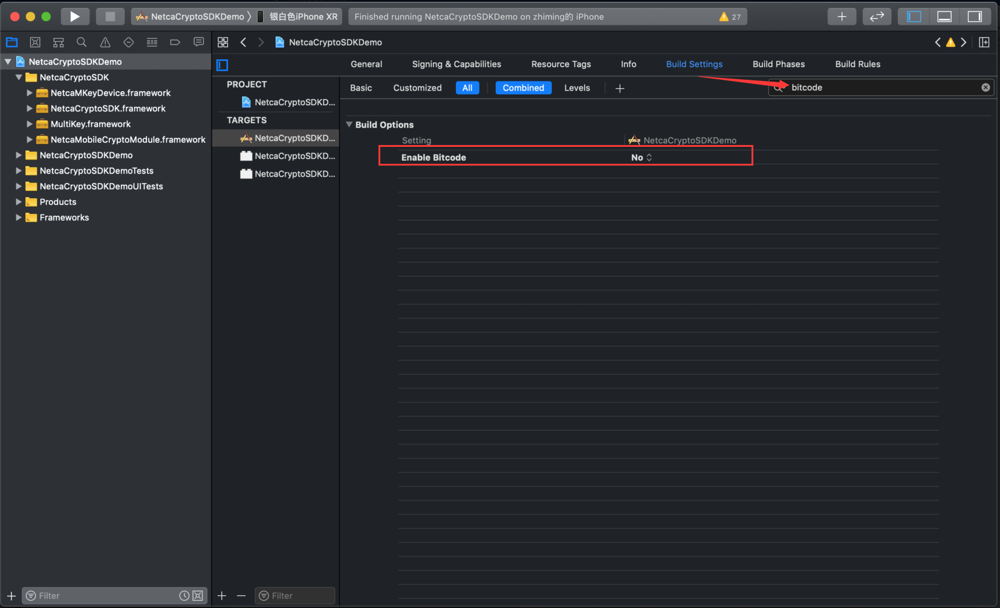 NetcaCryptoSDKDemo
银白色iPhone XR
Finished running NetcaCryptoSDKDemo on zhiming的 iPhone
27
NetcaCryptoSDKDemo
NetcaCryptoSDK
NetcaMKeyDevice.framework
NetcaCryptoSDK.framework
MultiKey.framework
NetcaMobileCryptoModule.framework
NetcaCryptoSDKDemo
NetcaCryptoSDKDemoTests
NetcaCryptoSDKDemoUITests
Products
Frameworks
Filter
NetcaCryptoSDKDemo
General
Signing & Capabilities
Resource Tags
Info
Build Settings
Build Phases
Build Rules
PROJECT
NetcaCryptoSDKD...
TARGETS
NetcaCryptoSDKD...
NetcaCryptoSDKD...
NetcaCryptoSDKD...
Filter
Basic
Customized
All
Combined
Levels
bitcode
Build Options
Setting
NetcaCryptoSDKDemo
Enable Bitcode
No